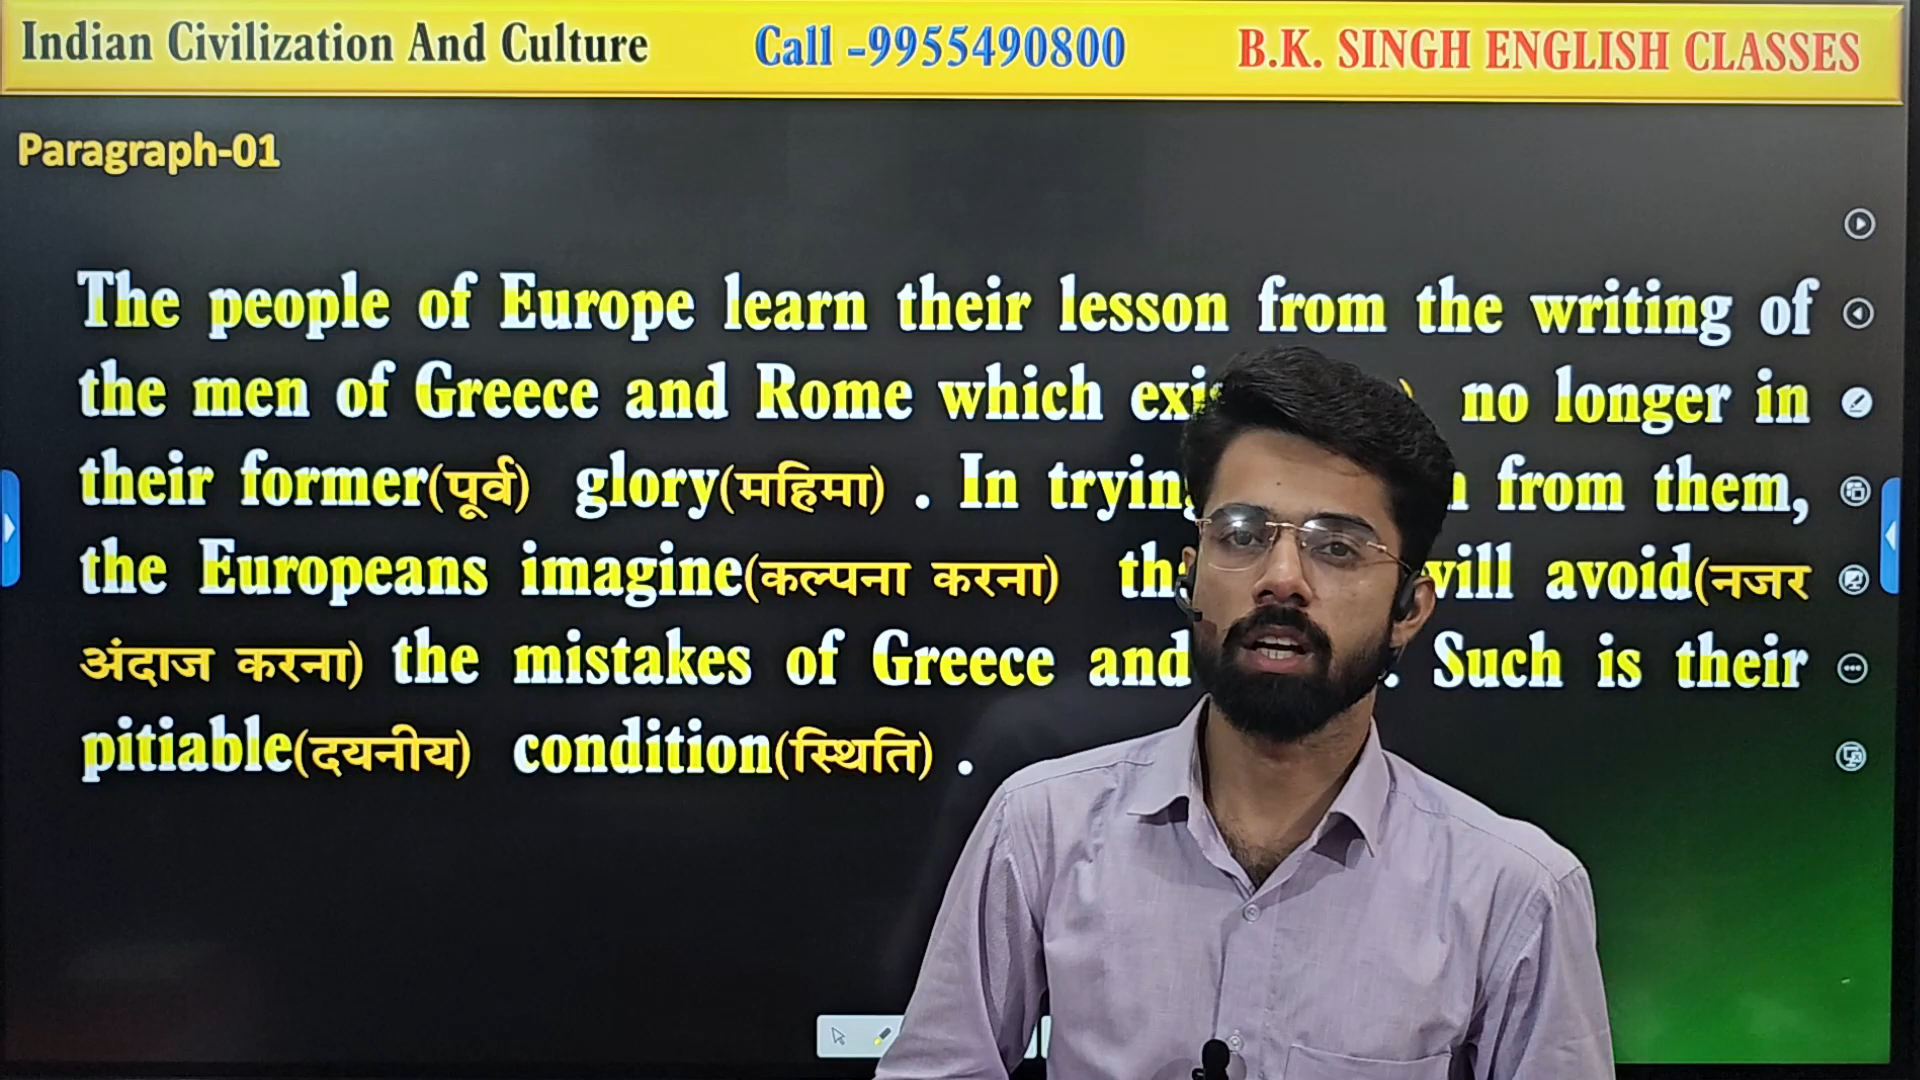 Indian Civilization And Culture Call -9955490800 B.K. SINGH ENGLISH CLASSES
Paragraph-01
The people of Europe learn their lesson from the writing of
the men of Greece and Rome which no longer in
their former(पूर्व) glory(महिमा) . In from them,
the Europeans imagine(कल्पना करना) avoid(नजर
अंदाज करना) the mistakes of Greece and . Such is their
pitiable(दयनीय) condition(स्थिति) .